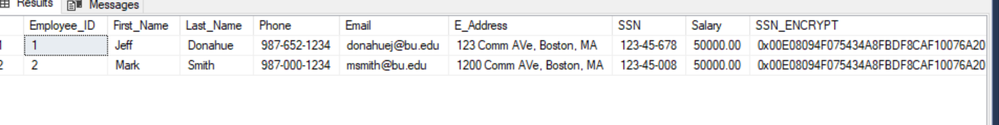 Results Messages
Employee_ID First_Name Last_Name Phone Email E_Address SSN Salary SSN_ENCRYPT
1 1 Jeff Donahue 987-652-1234 donahuej@bu.edu 123 Comm AVe, Boston, MA 123-45-678 50000.00 0x00E08094F075434A8FBDF8CAF10076A20
2 2 Mark Smith 987-000-1234 msmith@bu.edu 1200 Comm AVe, Boston, MA 123-45-008 50000.00 0x00E08094F075434A8FBDF8CAF10076A20